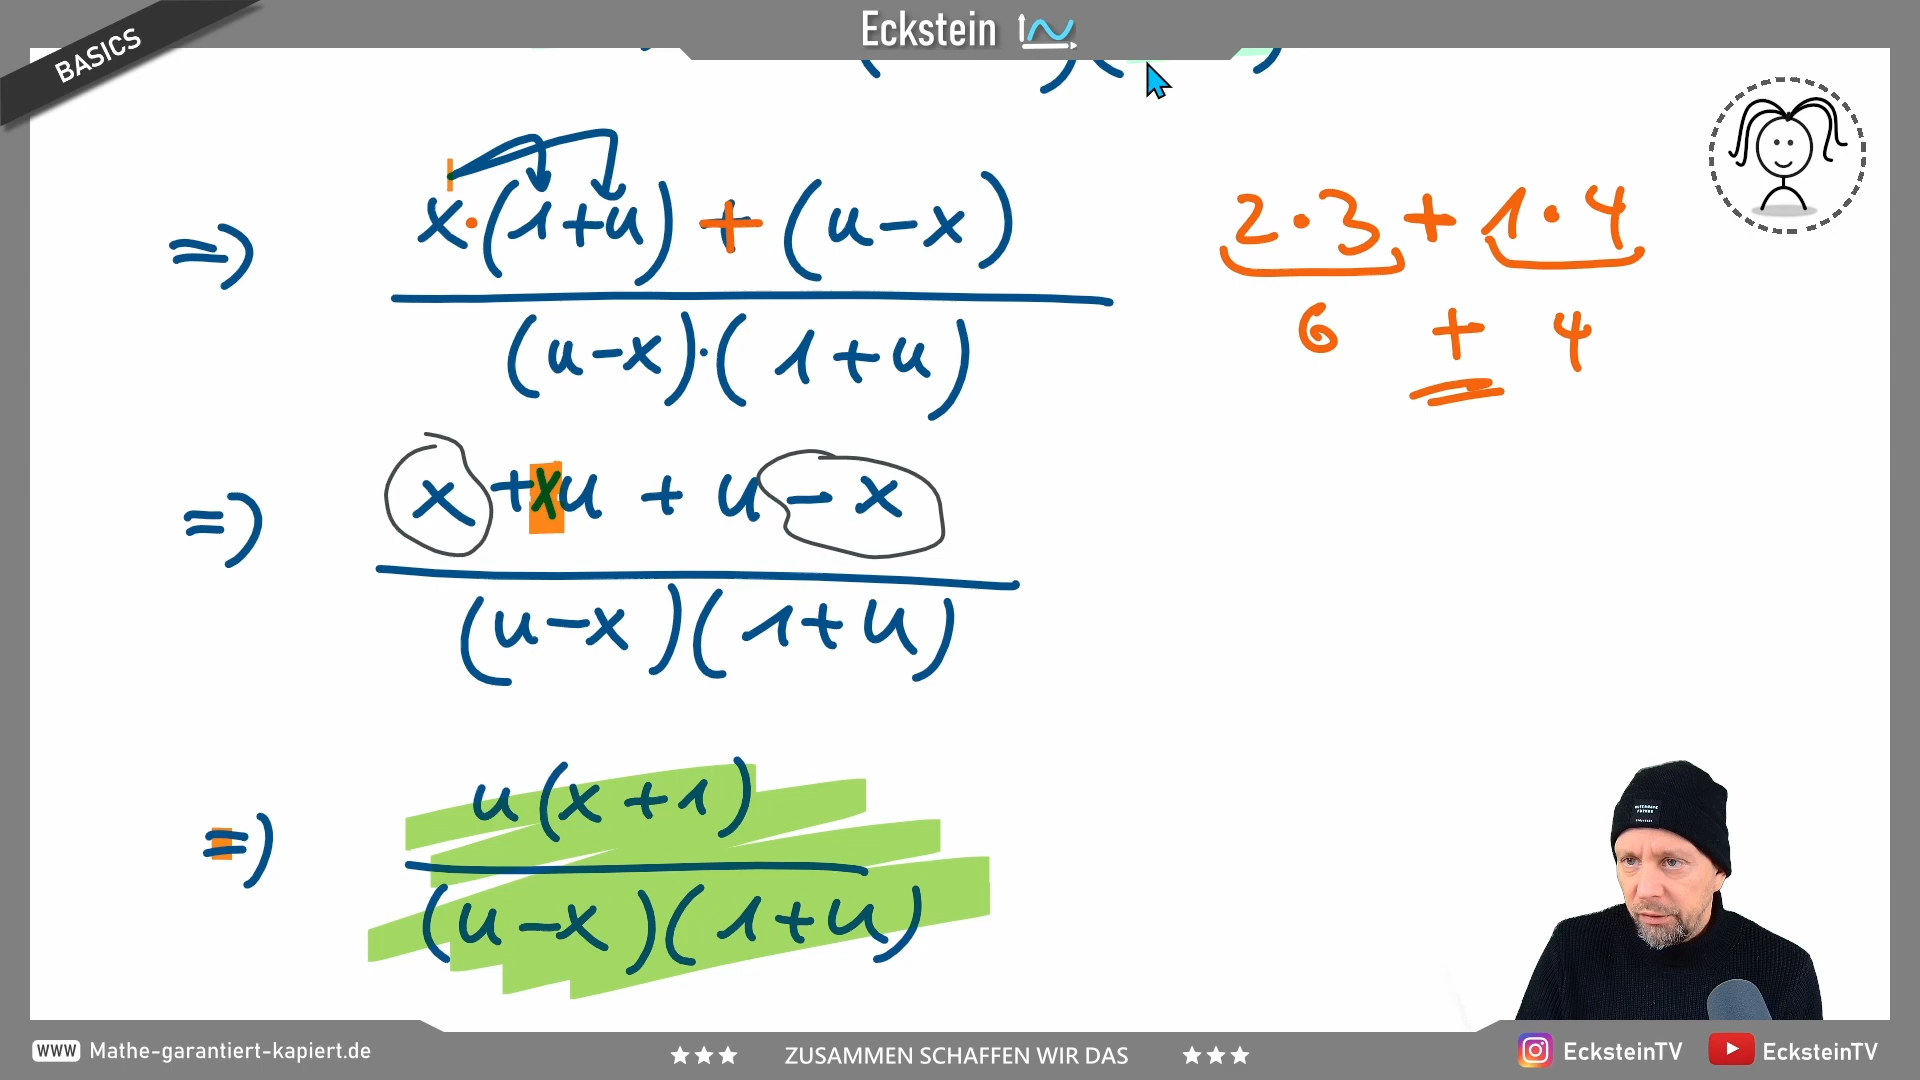 BASICS
Eckstein
=> x·(1+u) + (u-x)
(u-x)·(1+u)
2·3 + 1·4
6 + 4
=> x +xu + u - x
(u-x)(1+u)
=> u(x+1)
(u-x)(1+u)
www Mathe-garantiert-kapiert.de
★★★ ZUSAMMEN SCHAFFEN WIR DAS ★★★
EcksteinTV
EcksteinTV